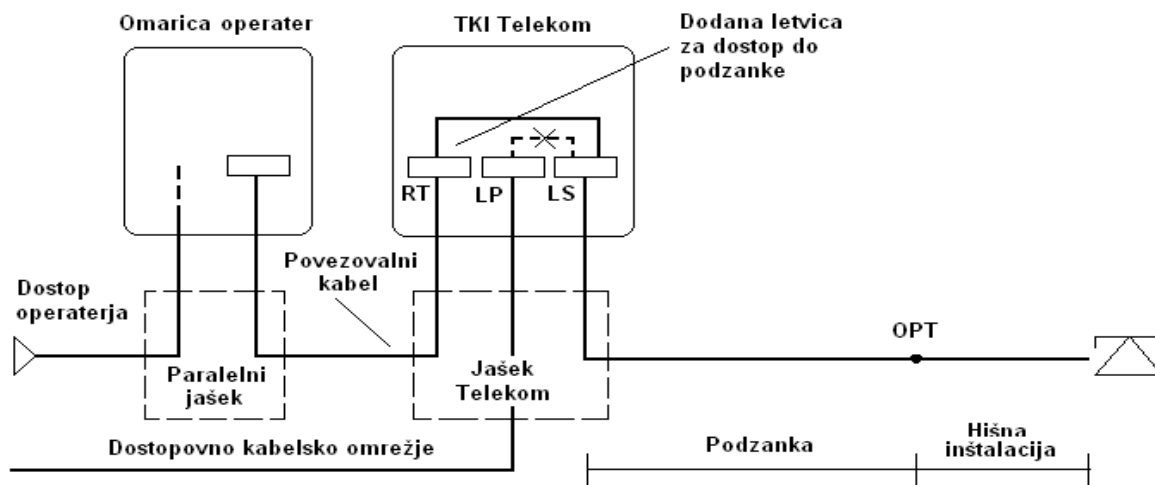 Omarica operater
TKI Telekom
Dodana letvica
za dostop do
podzanke
RT
LP
LS
Povezovalni
kabel
Dostop
operaterja
OPT
Paralelni
jašek
Jašek
Telekom
Dostopovno kabelsko omrežje
Podzanka
Hišna
inštalacija